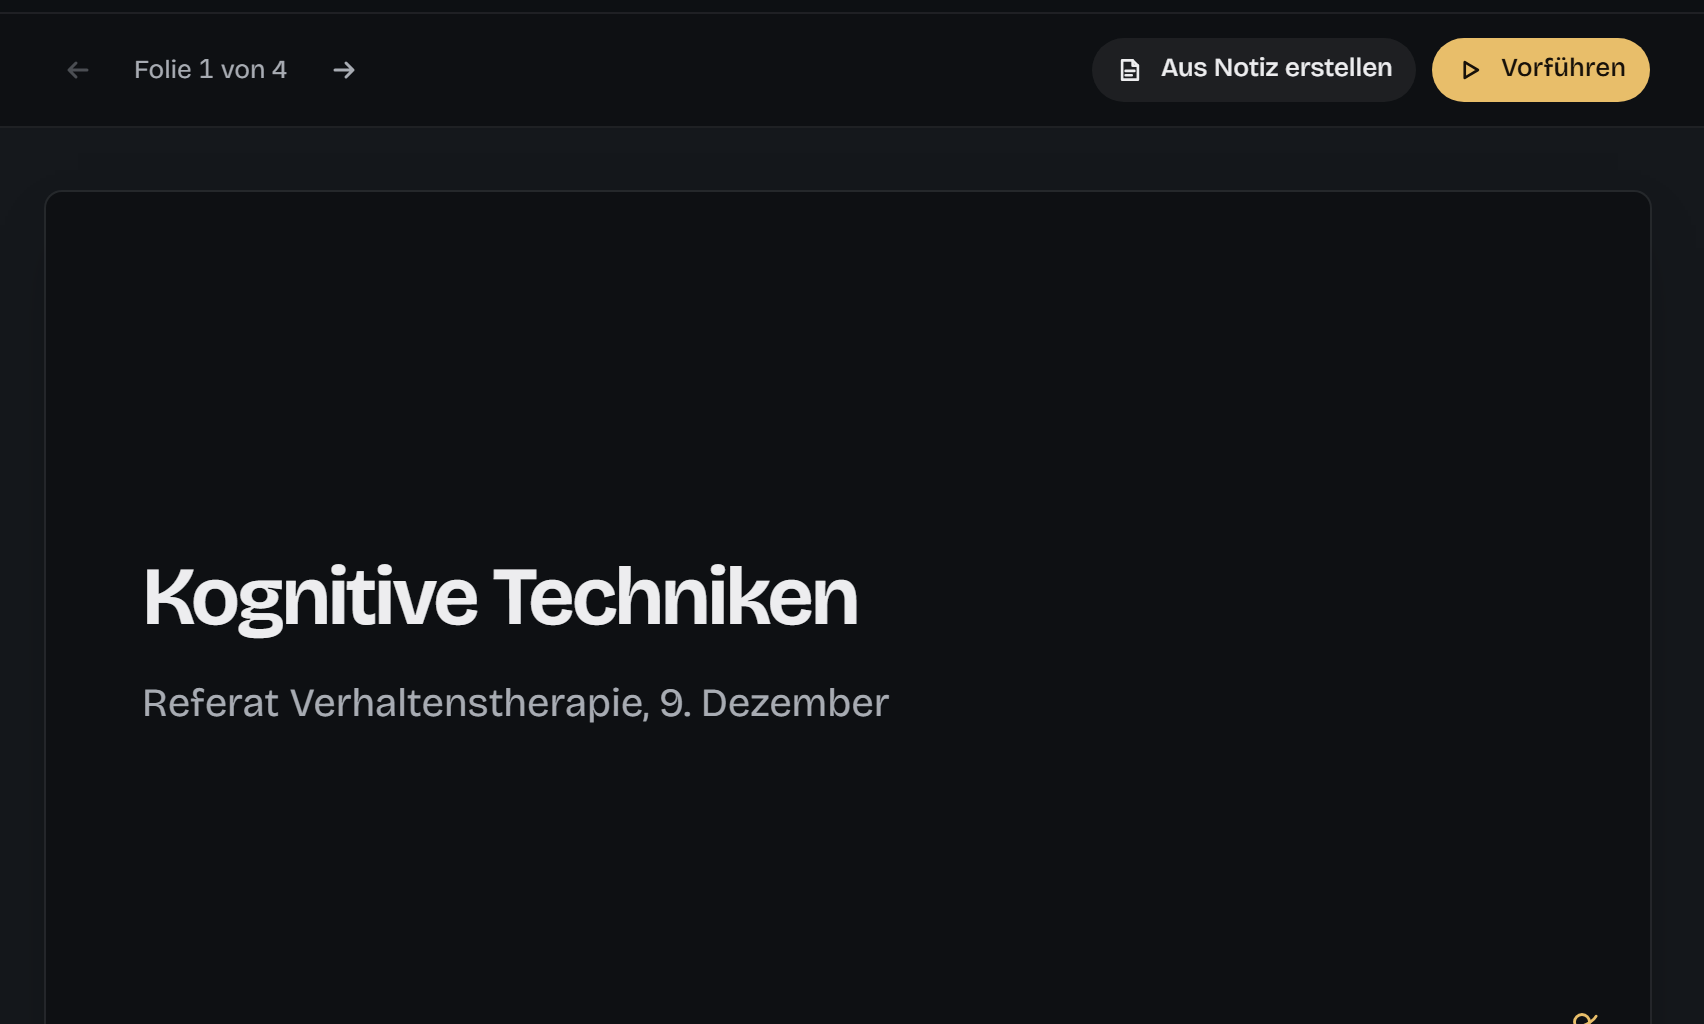 Folie 1 von 4
Aus Notiz erstellen
Vorführen
Kognitive Techniken
Referat Verhaltenstherapie, 9. Dezember